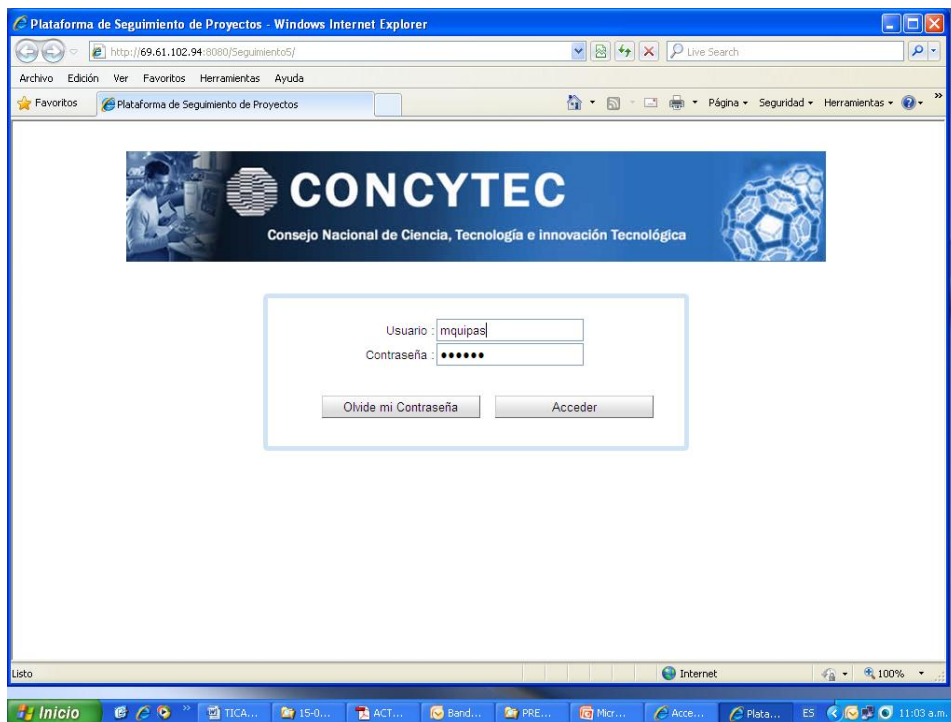 Plataforma de Seguimiento de Proyectos - Windows Internet Explorer
http://69.61.102.94:8080/Seguimiento5/
Live Search
Archivo Edición Ver Favoritos Herramientas Ayuda
Favoritos Plataforma de Seguimiento de Proyectos Página Seguridad Herramientas »
CONCYTEC
Consejo Nacional de Ciencia, Tecnología e innovación Tecnológica
Usuario : mquipas
Contraseña : ••••••
Olvide mi Contraseña Acceder
Listo Internet 100%
Inicio » TICA... 15-0... ACT... Band... PRE... Micr... Acce... Plata... ES 11:03 a.m.